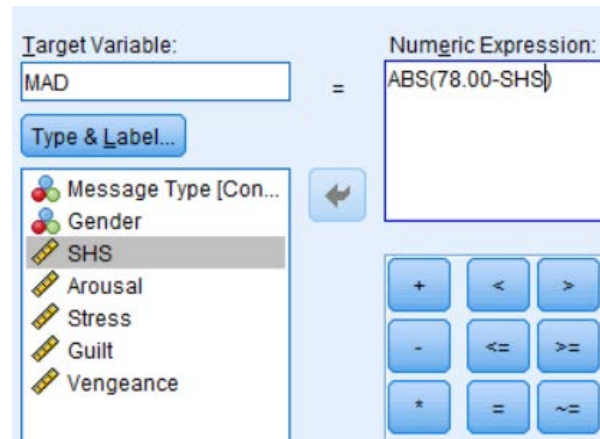 Target Variable:
Numeric Expression:
MAD
=
ABS(78.00-SHS)
Type & Label...
Message Type [Con...
Gender
SHS
Arousal
Stress
Guilt
Vengeance
+
<
>
-
<=
>=
*
=
~=